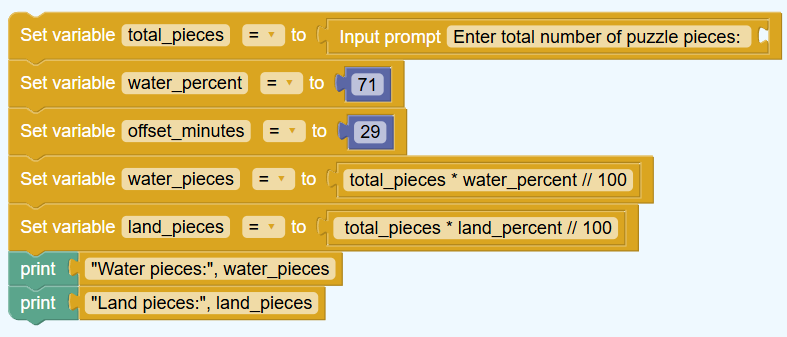 Set variable total_pieces = to Input prompt Enter total number of puzzle pieces:
Set variable water_percent = to 71
Set variable offset_minutes = to 29
Set variable water_pieces = to total_pieces * water_percent // 100
Set variable land_pieces = to total_pieces * land_percent // 100
print "Water pieces:", water_pieces
print "Land pieces:", land_pieces